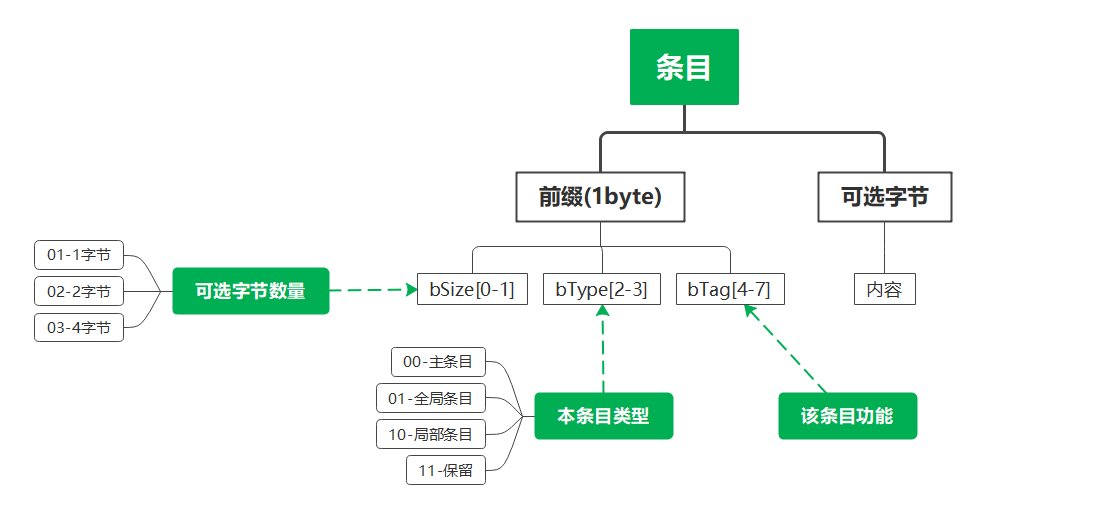 条目
前缀(1byte)
可选字节
bSize[0-1]
bType[2-3]
bTag[4-7]
内容
可选字节数量
01-1字节
02-2字节
03-4字节
本条目类型
00-主条目
01-全局条目
10-局部条目
11-保留
该条目功能